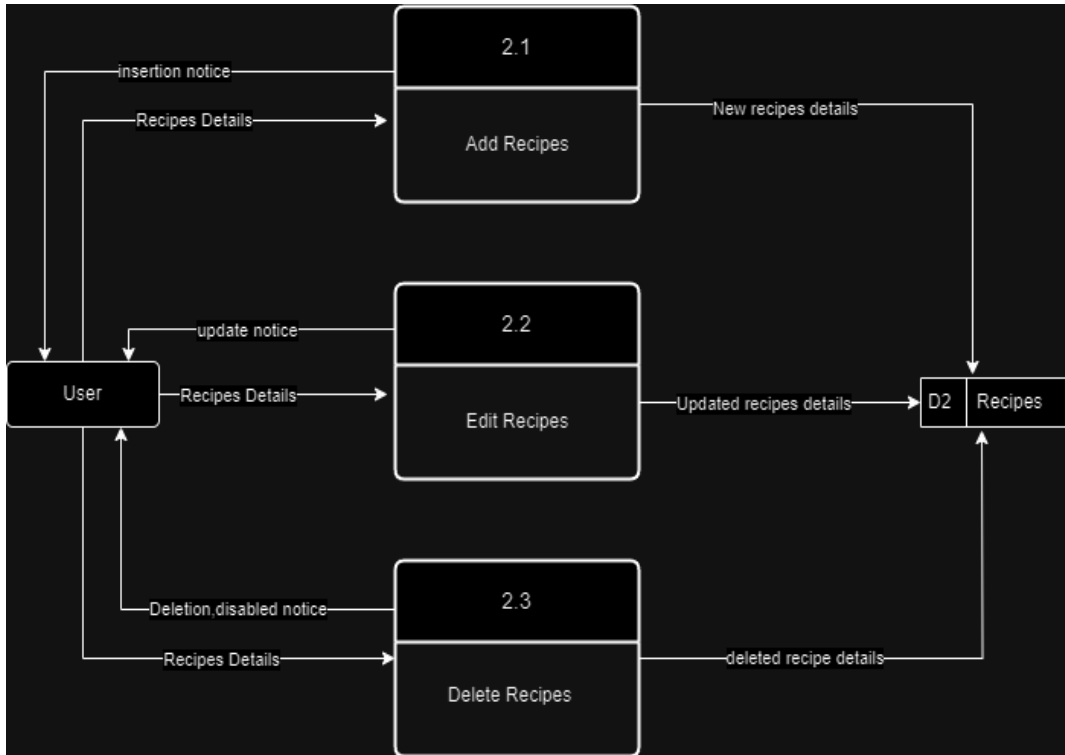 2.1
insertion notice
Recipes Details
New recipes details
Add Recipes
2.2
update notice
User
Recipes Details
Updated recipes details
D2
Recipes
Edit Recipes
2.3
Deletion,disabled notice
Recipes Details
deleted recipe details
Delete Recipes